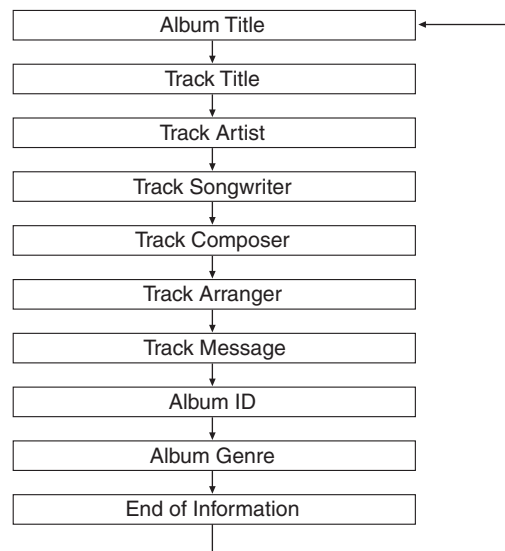 Album Title
Track Title
Track Artist
Track Songwriter
Track Composer
Track Arranger
Track Message
Album ID
Album Genre
End of Information